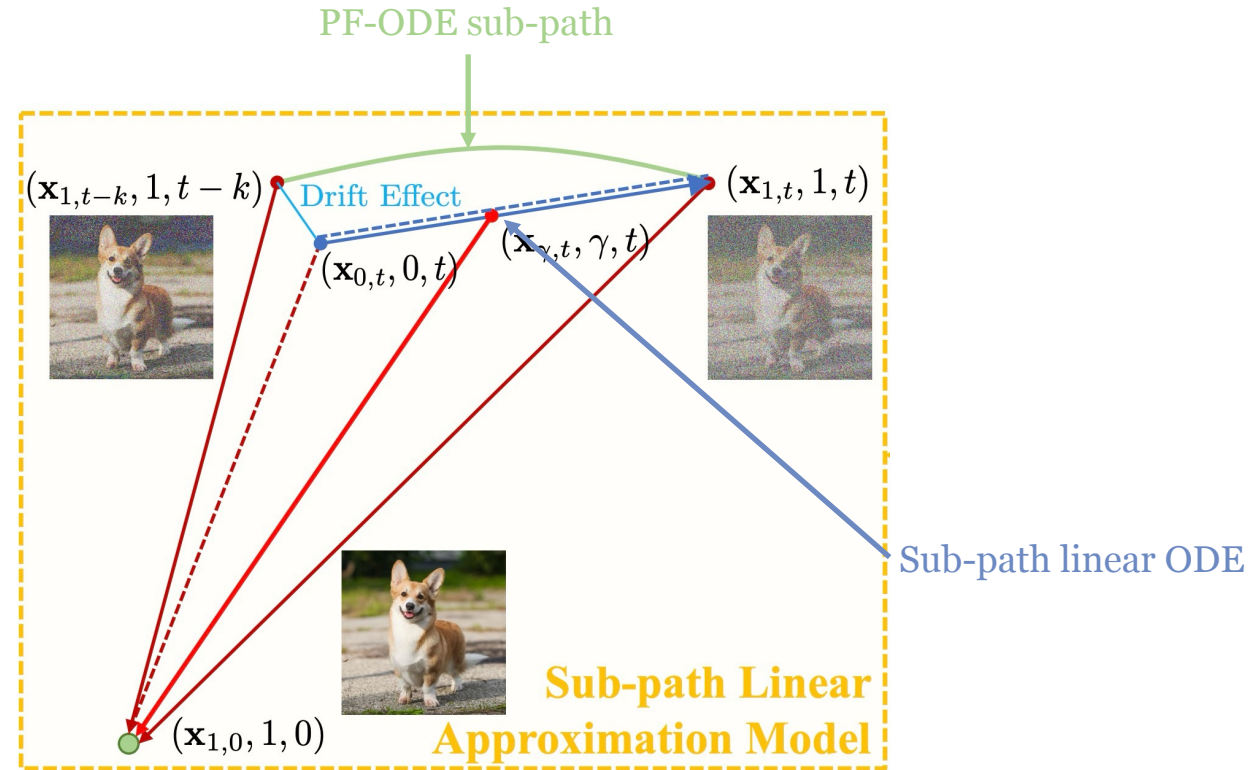 PF-ODE sub-path
(x₁,ₜ₋ₖ, 1, t − k)
Drift Effect
(x₁,ₜ, 1, t)
(x₀,ₜ, 0, t)
(xᵧ,ₜ, γ, t)
Sub-path linear ODE
Sub-path Linear
Approximation Model
(x₁,₀, 1, 0)